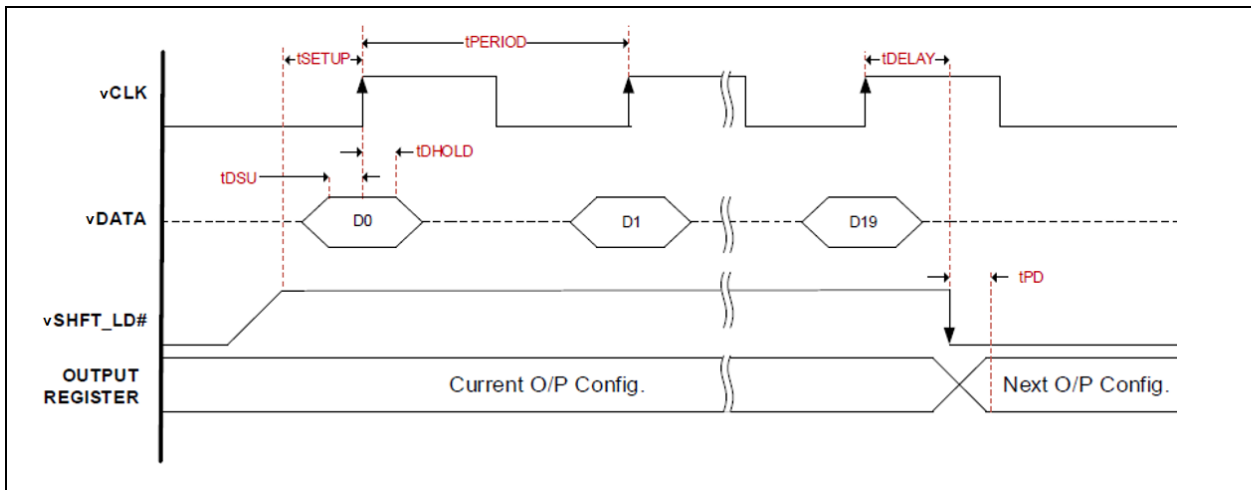 tPERIOD
tSETUP
tDELAY
vCLK
tDHOLD
tDSU
vDATA
D0
D1
D19
tPD
vSHFT_LD#
OUTPUT
REGISTER
Current O/P Config.
Next O/P Config.